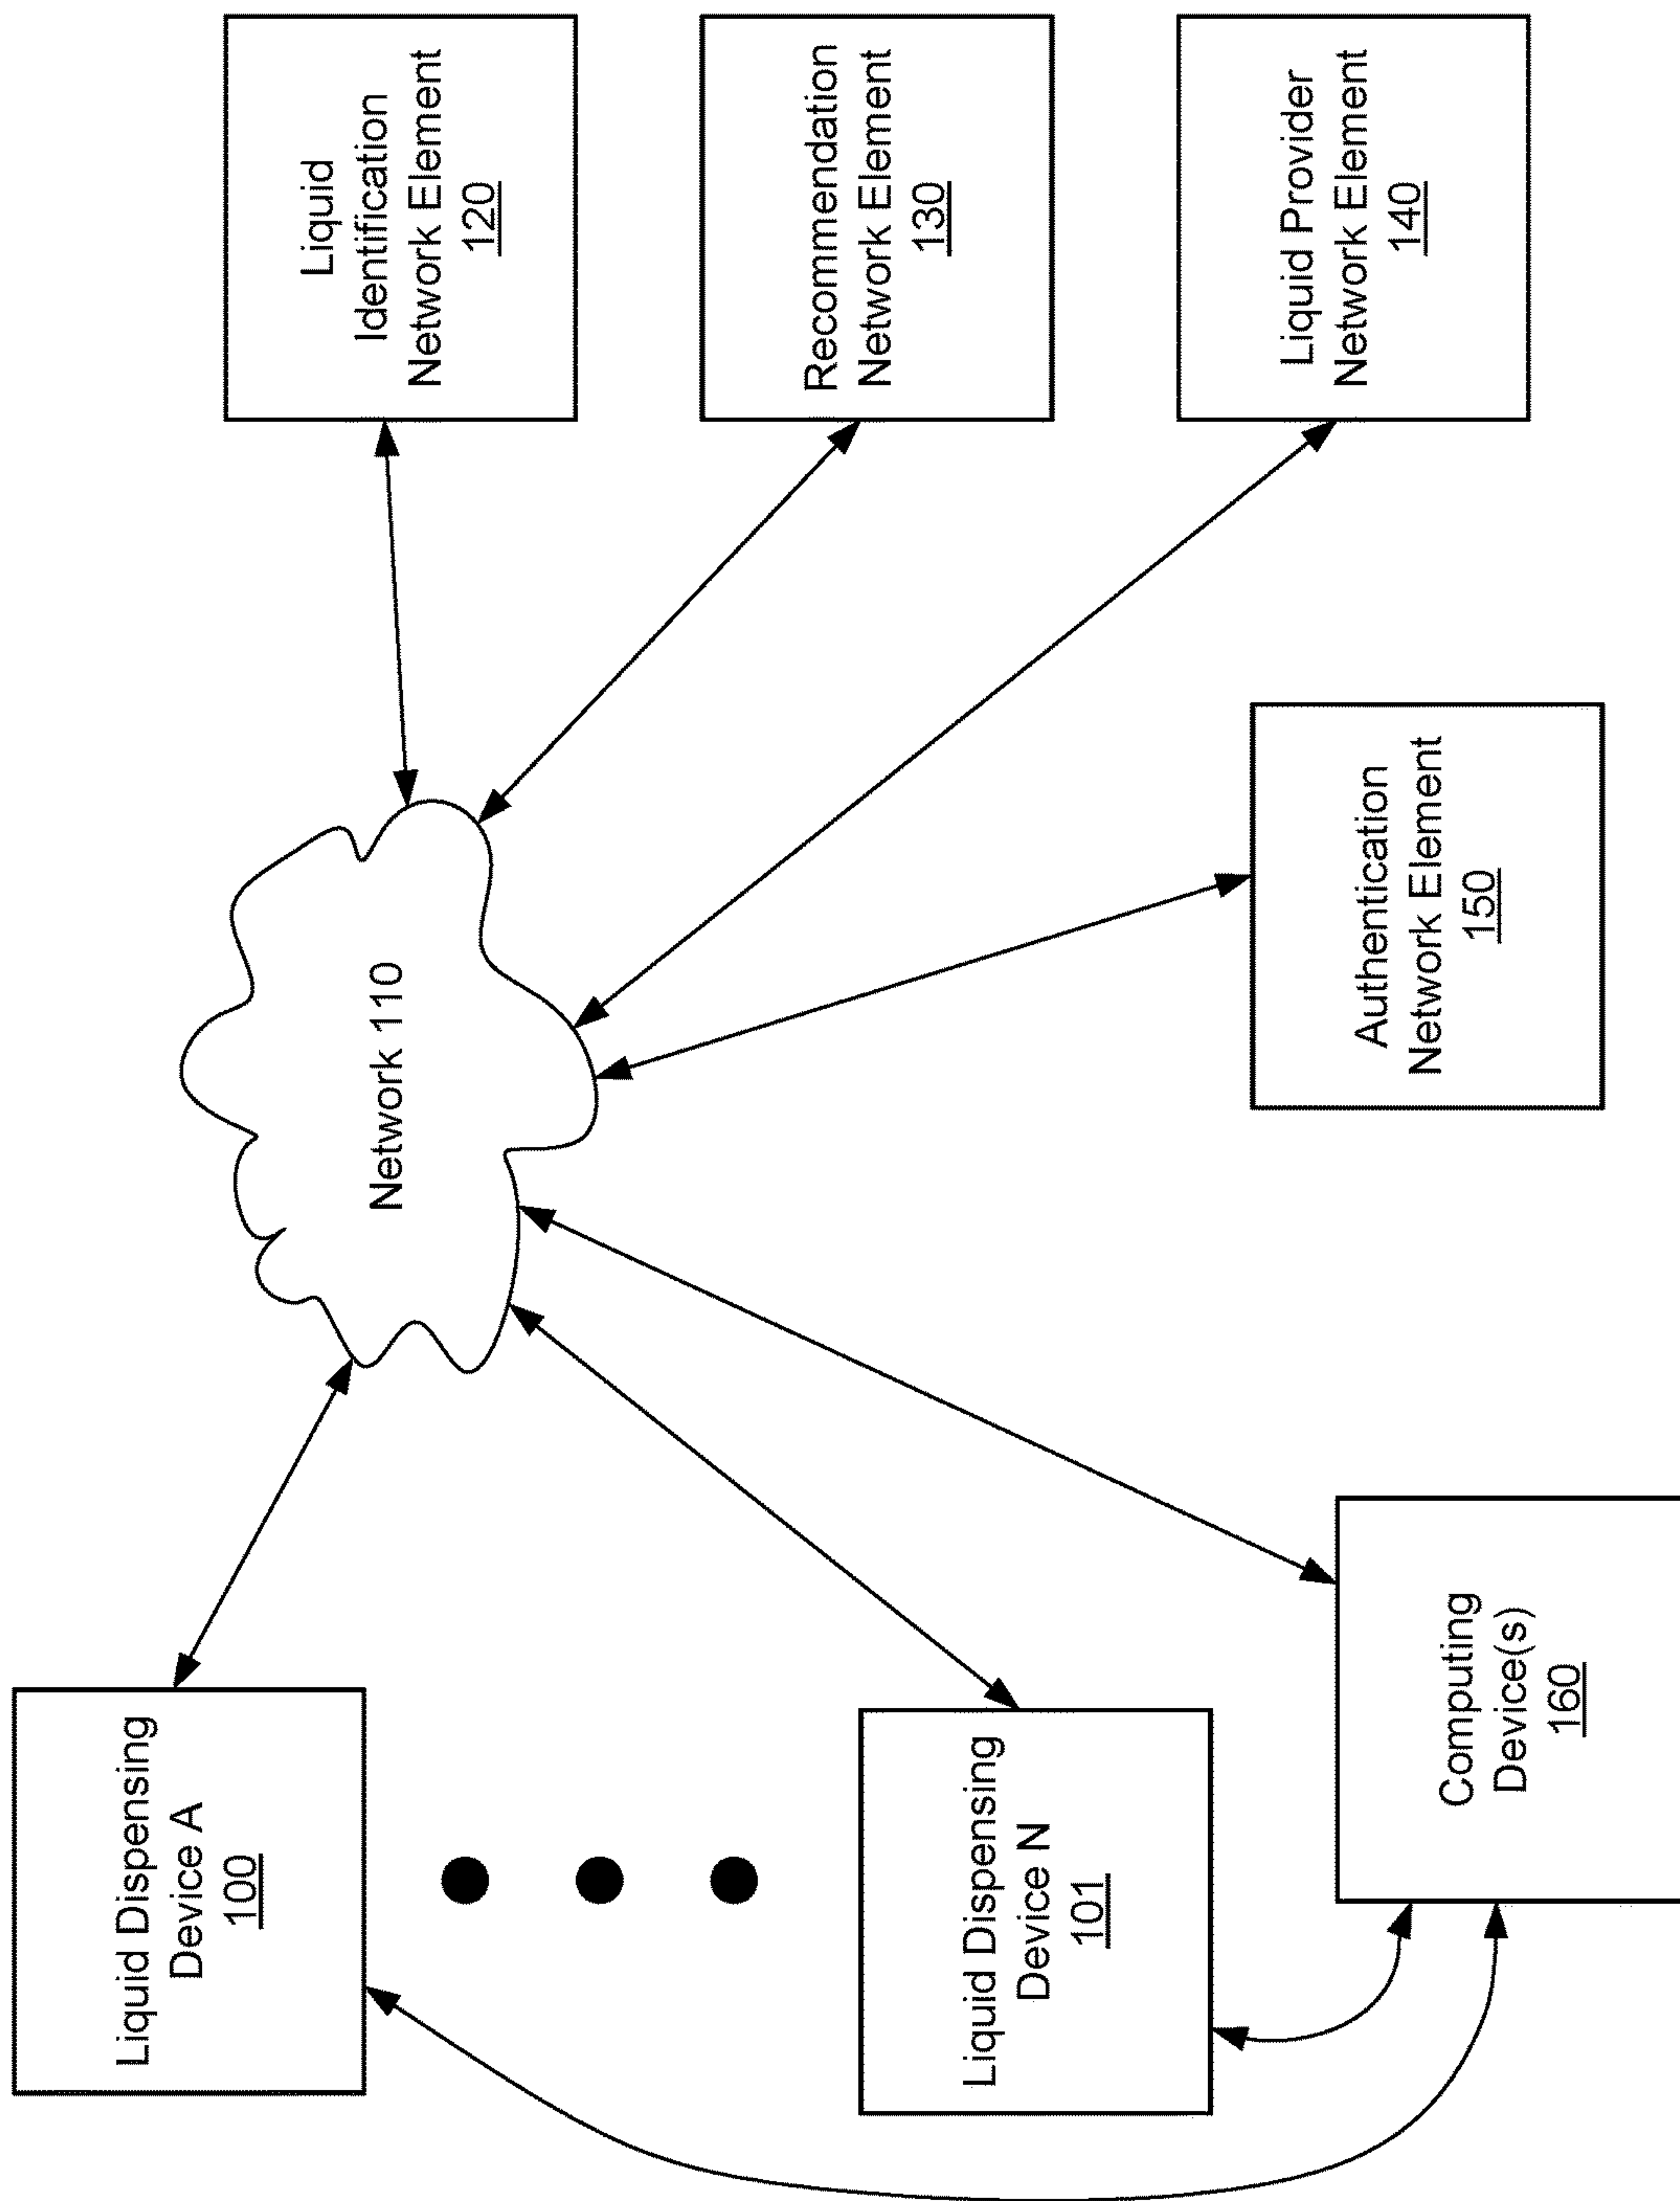 Liquid Dispensing
Device A
100
Liquid Dispensing
Device N
101
Computing
Device(s)
160
Network 110
Authentication
Network Element
150
Liquid
Identification
Network Element
120
Recommendation
Network Element
130
Liquid Provider
Network Element
140